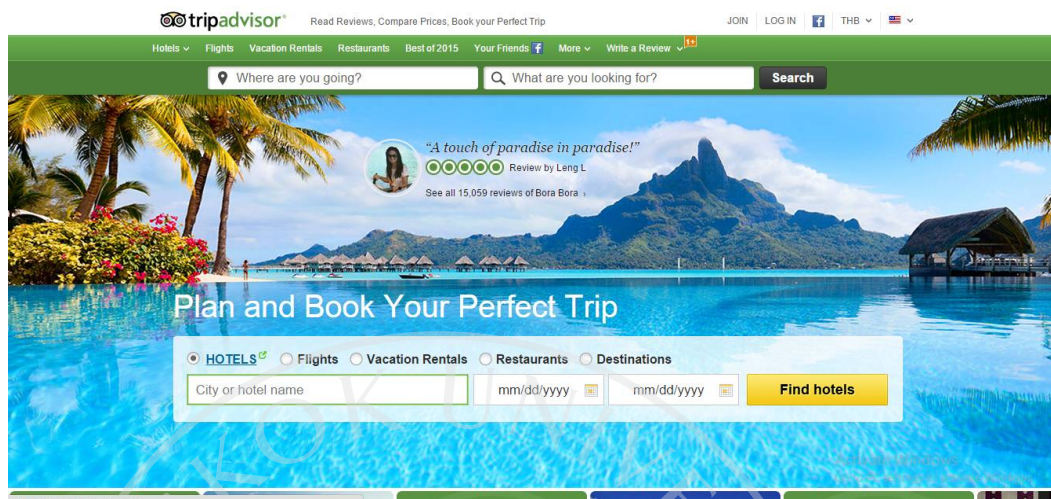 tripadvisor®
Read Reviews, Compare Prices, Book your Perfect Trip
JOIN LOG IN f THB
Hotels Flights Vacation Rentals Restaurants Best of 2015 Your Friends f More Write a Review 1+
Where are you going? What are you looking for? Search
"A touch of paradise in paradise!"
Review by Leng L
See all 15,059 reviews of Bora Bora ›
Plan and Book Your Perfect Trip
HOTELS Flights Vacation Rentals Restaurants Destinations
City or hotel name mm/dd/yyyy mm/dd/yyyy Find hotels